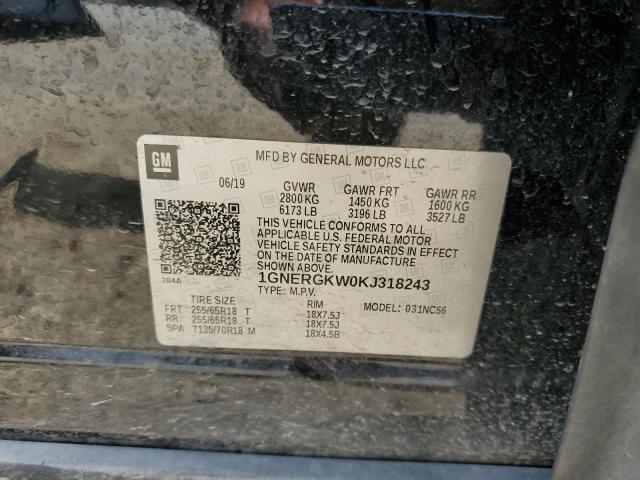 GM
MFD BY GENERAL MOTORS LLC
06/19 GVWR GAWR FRT GAWR RR
2800 KG 1450 KG 1600 KG
6173 LB 3196 LB 3527 LB
THIS VEHICLE CONFORMS TO ALL
APPLICABLE U.S. FEDERAL MOTOR
VEHICLE SAFETY STANDARDS IN EFFECT
ON THE DATE OF MANUFACTURE
SHOWN ABOVE.
384A
1GNERGKW0KJ318243
TYPE: M.P.V.
MODEL: 031NC56
TIRE SIZE RIM
FRT 255/65R18 T 18X7.5J
RR 255/65R18 T 18X7.5J
SPA T135/70R18 M 18X4.5B